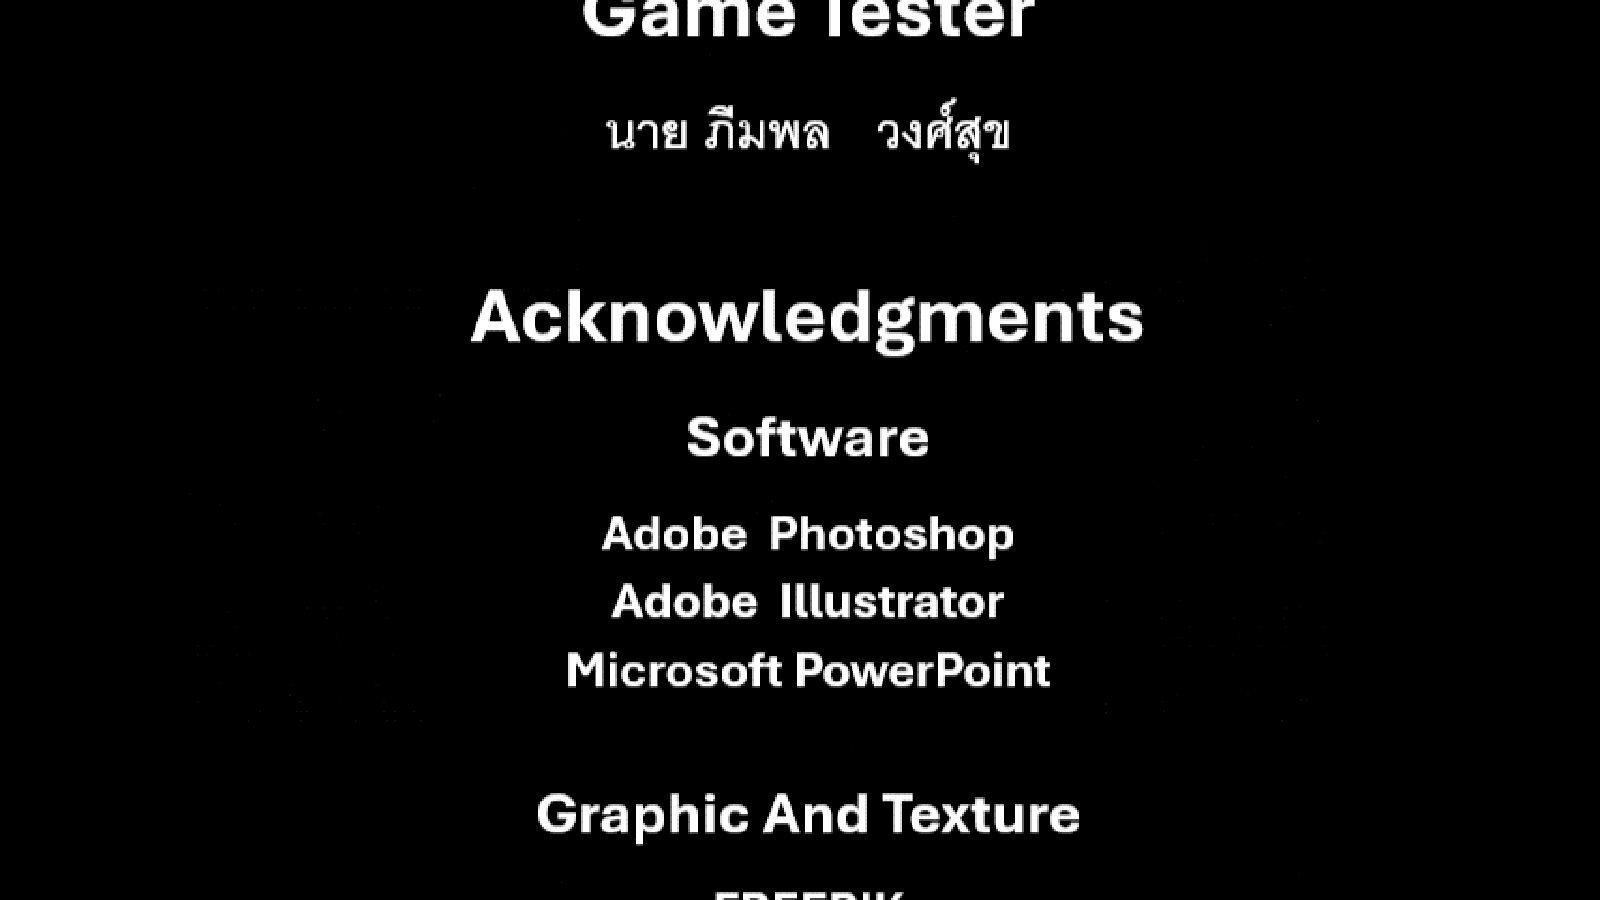 Game Tester
นาย ภีมพล วงศ์สุข
Acknowledgments
Software
Adobe Photoshop
Adobe Illustrator
Microsoft PowerPoint
Graphic And Texture
FREEPIK